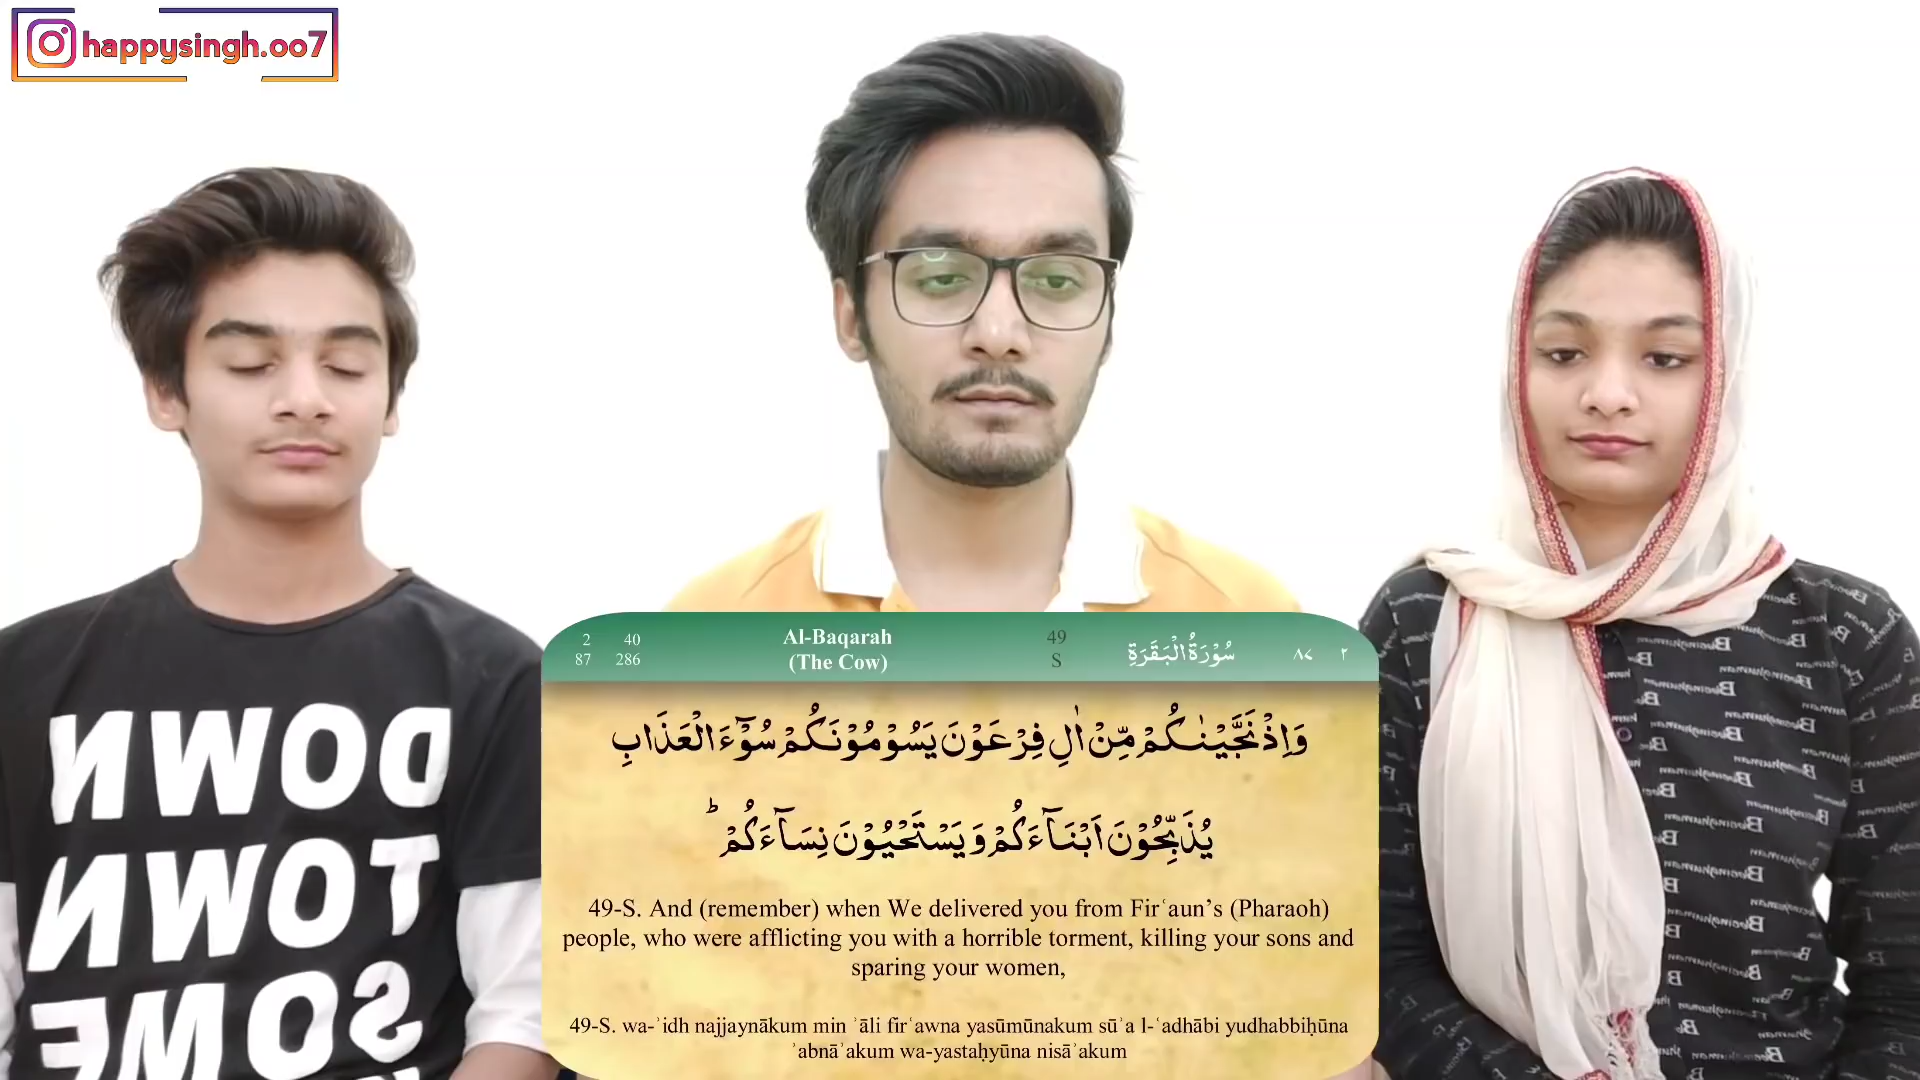 happysingh.oo7
2 40
87 286
Al-Baqarah
(The Cow)
49
S
سُوْرَةُ الْبَقَرَةِ
٨٧ ٢
وَاِذْ نَجَّيْنٰكُمْ مِّنْ اٰلِ فِرْعَوْنَ يَسُوْمُوْنَكُمْ سُوْٓءَ الْعَذَابِ
يُذَبِّحُوْنَ اَبْنَآءَكُمْ وَيَسْتَحْيُوْنَ نِسَآءَكُمْ ؕ
49-S. And (remember) when We delivered you from Firʿaun’s (Pharaoh)
people, who were afflicting you with a horrible torment, killing your sons and
sparing your women,
49-S. wa-ʾidh najjaynākum min ʾāli firʿawna yasūmūnakum sūʾa l-ʿadhābi yudhabbiḥūna
ʾabnāʾakum wa-yastaḥyūna nisāʾakum
DOWN
TOWN
SOME